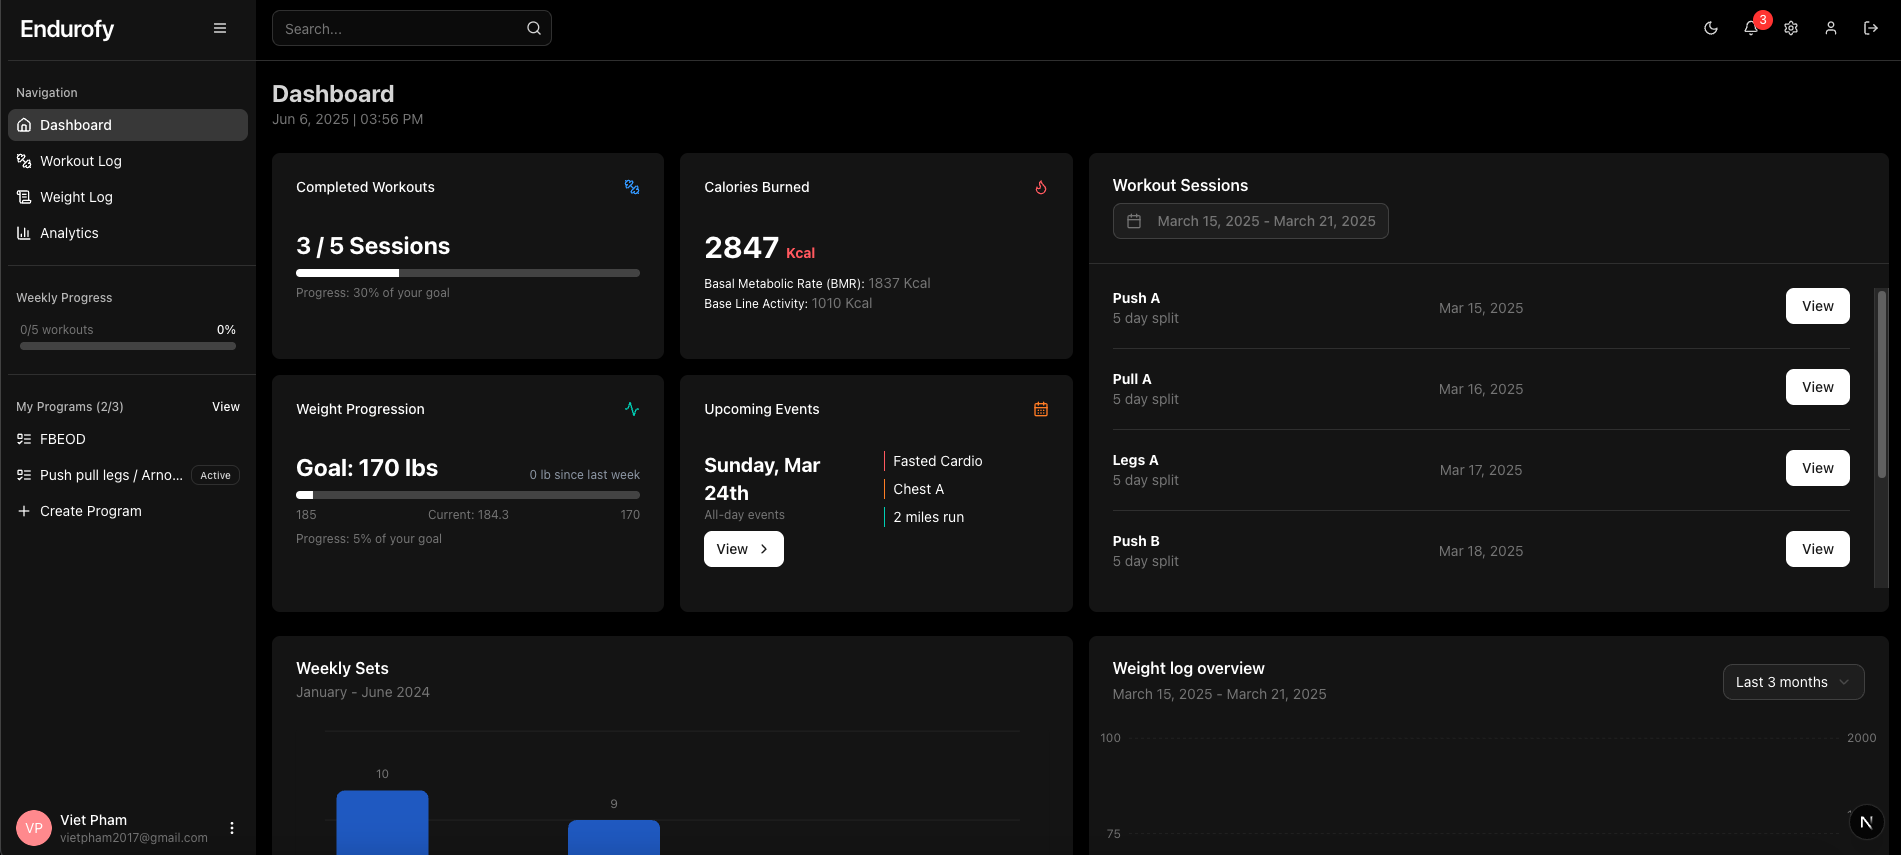 Endurofy
Search...
3
Navigation
Dashboard
Workout Log
Weight Log
Analytics
Weekly Progress
0/5 workouts 0%
My Programs (2/3) View
FBEOD
Push pull legs / Arno... Active
Create Program
VP
Viet Pham
vietpham2017@gmail.com
Dashboard
Jun 6, 2025 | 03:56 PM
Completed Workouts
3 / 5 Sessions
Progress: 30% of your goal
Calories Burned
2847 Kcal
Basal Metabolic Rate (BMR): 1837 Kcal
Base Line Activity: 1010 Kcal
Workout Sessions
March 15, 2025 - March 21, 2025
Push A
5 day split
Mar 15, 2025
View
Pull A
5 day split
Mar 16, 2025
View
Legs A
5 day split
Mar 17, 2025
View
Push B
5 day split
Mar 18, 2025
View
Weight Progression
Goal: 170 lbs
0 lb since last week
185 Current: 184.3 170
Progress: 5% of your goal
Upcoming Events
Sunday, Mar
24th
All-day events
View
Fasted Cardio
Chest A
2 miles run
Weekly Sets
January - June 2024
10
9
Weight log overview
March 15, 2025 - March 21, 2025
Last 3 months
100 2000
75
N